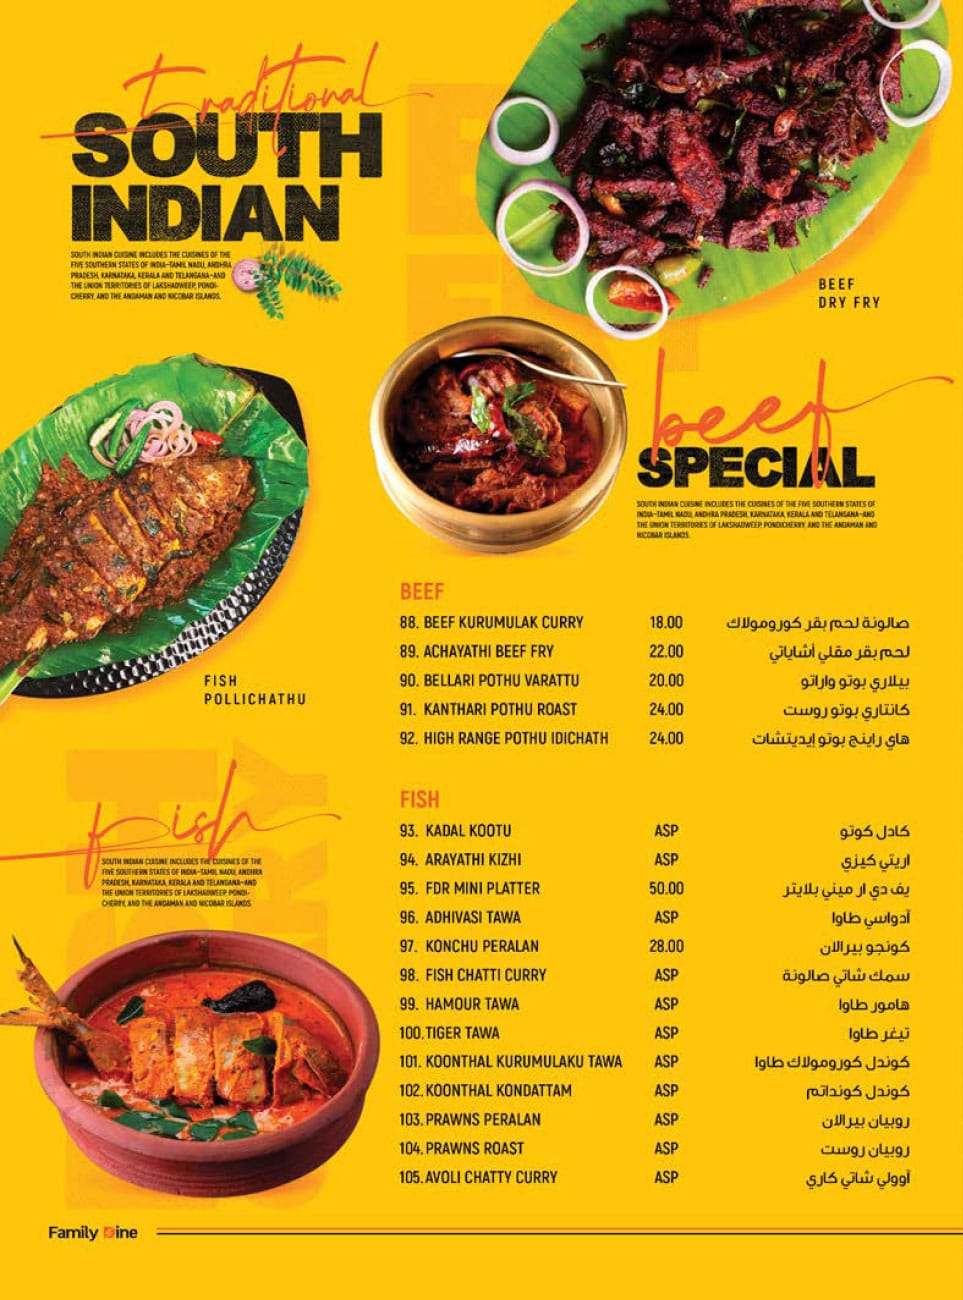 traditional
SOUTH
INDIAN
SOUTH INDIAN CUISINE INCLUDES THE CUISINES OF THE
FIVE SOUTHERN STATES OF INDIA-TAMIL NADU, ANDHRA
PRADESH, KARNATAKA, KERALA AND TELANGANA-AND
THE UNION TERRITORIES OF LAKSHADWEEP, PONDI-
CHERRY, AND THE ANDAMAN AND NICOBAR ISLANDS.
BEEF
DRY FRY
beef
SPECIAL
SOUTH INDIAN CUISINE INCLUDES THE CUISINES OF THE FIVE SOUTHERN STATES OF
INDIA-TAMIL NADU, ANDHRA PRADESH, KARNATAKA, KERALA AND TELANGANA-AND
THE UNION TERRITORIES OF LAKSHADWEEP, PONDICHERRY, AND THE ANDAMAN AND
NICOBAR ISLANDS.
FISH
POLLICHATHU
BEEF
88. BEEF KURUMULAK CURRY 18.00 صالونة لحم بقر كورومولاك
89. ACHAYATHI BEEF FRY 22.00 لحم بقر مقلي أشاياتي
90. BELLARI POTHU VARATTU 20.00 بيلاري بوتو واراتو
91. KANTHARI POTHU ROAST 24.00 كانتاري بوتو روست
92. HIGH RANGE POTHU IDICHATH 24.00 هاي راينج بوتو إيديتشات
fish
SOUTH INDIAN CUISINE INCLUDES THE CUISINES OF THE
FIVE SOUTHERN STATES OF INDIA-TAMIL NADU, ANDHRA
PRADESH, KARNATAKA, KERALA AND TELANGANA-AND
THE UNION TERRITORIES OF LAKSHADWEEP, PONDI-
CHERRY, AND THE ANDAMAN AND NICOBAR ISLANDS.
FISH
93. KADAL KOOTU ASP كادل كوتو
94. ARAYATHI KIZHI ASP اريتي كيزي
95. FDR MINI PLATTER 50.00 يف دي ار ميني بلايتر
96. ADHIVASI TAWA ASP آدواسي طاوا
97. KONCHU PERALAN 28.00 كونجو بيرالان
98. FISH CHATTI CURRY ASP سمك شاتي صالونة
99. HAMOUR TAWA ASP هامور طاوا
100. TIGER TAWA ASP تيغر طاوا
101. KOONTHAL KURUMULAKU TAWA ASP كوندل كورومولاك طاوا
102. KOONTHAL KONDATTAM ASP كوندل كونداتم
103. PRAWNS PERALAN ASP روبيان بيرالان
104. PRAWNS ROAST ASP روبيان روست
105. AVOLI CHATTY CURRY ASP آوولي شاتي كاري
Family Dine